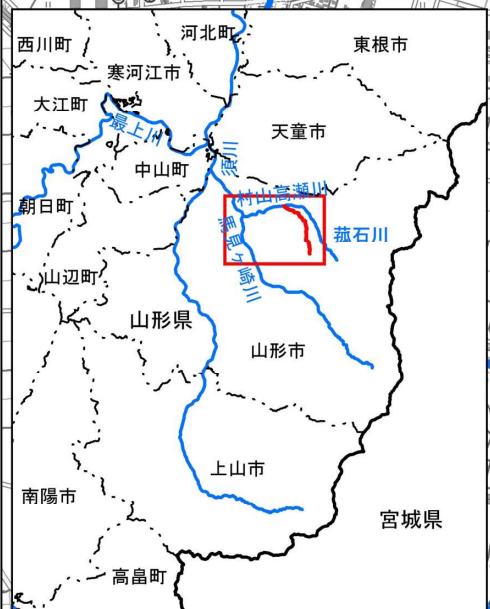 河北町
西川町
東根市
寒河江市
大江町
最上川
天童市
中山町
須川
村山高瀬川
朝日町
馬見ヶ崎川
菰石川
山辺町
山形県
山形市
上山市
南陽市
宮城県
高畠町